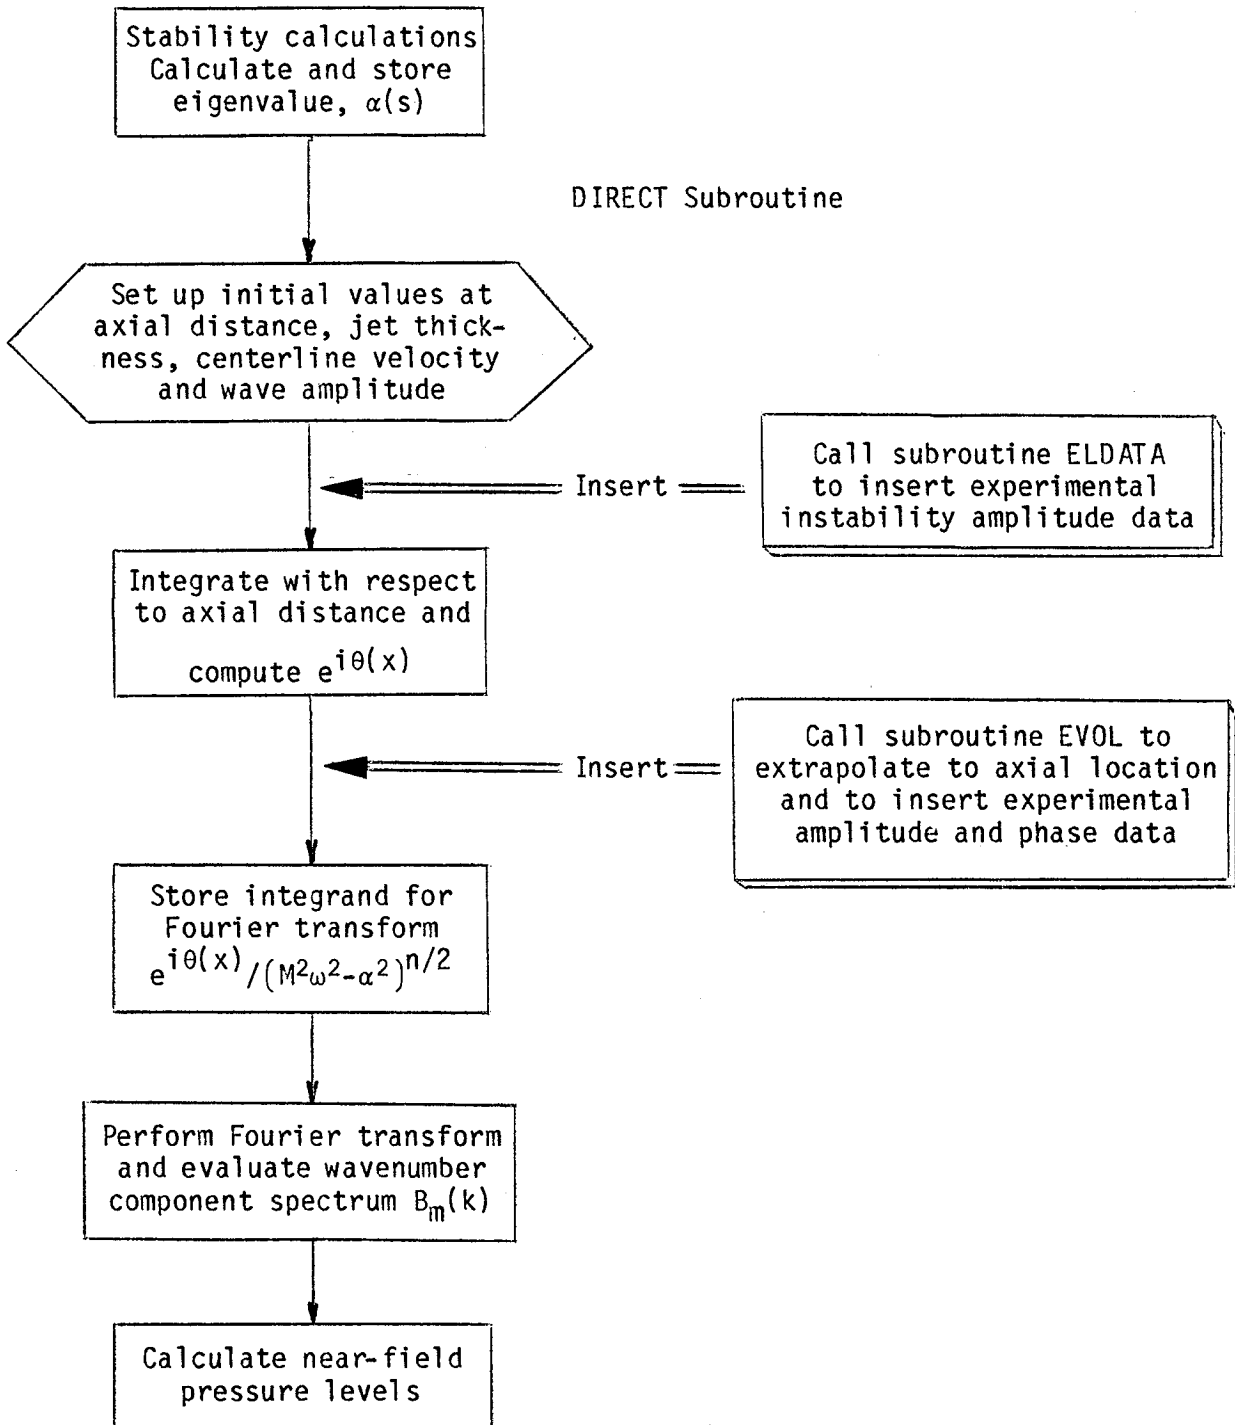 Stability calculations
Calculate and store
eigenvalue, α(s)
DIRECT Subroutine
Set up initial values at
axial distance, jet thick-
ness, centerline velocity
and wave amplitude
Insert
Call subroutine ELDATA
to insert experimental
instability amplitude data
Integrate with respect
to axial distance and
compute e^{iθ(x)}
Insert
Call subroutine EVOL to
extrapolate to axial location
and to insert experimental
amplitude and phase data
Store integrand for
Fourier transform
e^{iθ(x)}/(M²ω²-α²)^{n/2}
Perform Fourier transform
and evaluate wavenumber
component spectrum B_m(k)
Calculate near-field
pressure levels